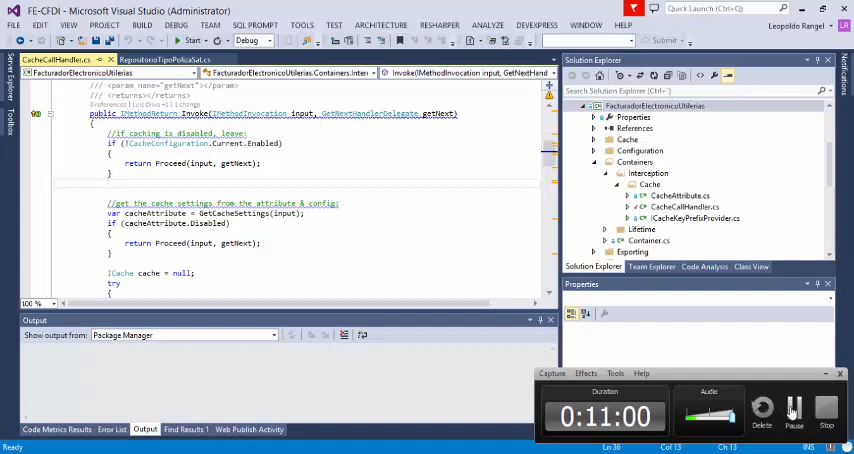 FE-CFDI - Microsoft Visual Studio (Administrator)
Quick Launch (Ctrl+Q)
FILE EDIT VIEW PROJECT BUILD DEBUG TEAM SQL PROMPT TOOLS TEST ARCHITECTURE RESHARPER ANALYZE DEVEXPRESS WINDOW HELP
Leopoldo Rangel LR
Start Debug Submit
Server Explorer
Toolbox
Notifications
CacheCallHandler.cs RepositorioTipoPolizaSat.cs
FacturadorElectronicoUtilerias FacturadorElectronicoUtilerias.Containers.Inter Invoke(IMethodInvocation input, GetNextHand
/// <param name="getNext"></param>
/// <returns></returns>
0 references | Luis Oliva | 1 change
public IMethodReturn Invoke(IMethodInvocation input, GetNextHandlerDelegate getNext)
{
//if caching is disabled, leave:
if (!CacheConfiguration.Current.Enabled)
{
return Proceed(input, getNext);
}
//get the cache settings from the attribute & config:
var cacheAttribute = GetCacheSettings(input);
if (cacheAttribute.Disabled)
{
return Proceed(input, getNext);
}
ICache cache = null;
try
{
100 %
Solution Explorer
Search Solution Explorer (Ctrl+;)
FacturadorElectronicoUtilerias
Properties
References
Cache
Configuration
Containers
Interception
Cache
CacheAttribute.cs
CacheCallHandler.cs
ICacheKeyPrefixProvider.cs
Lifetime
Container.cs
Exporting
Solution Explorer Team Explorer Code Analysis Class View
Properties
Output
Show output from: Package Manager
Code Metrics Results Error List Output Find Results 1 Web Publish Activity
Capture Effects Tools Help
Duration
0:11:00
Audio
Delete Pause Stop
Ln 36 Col 13 Ch 13 INS